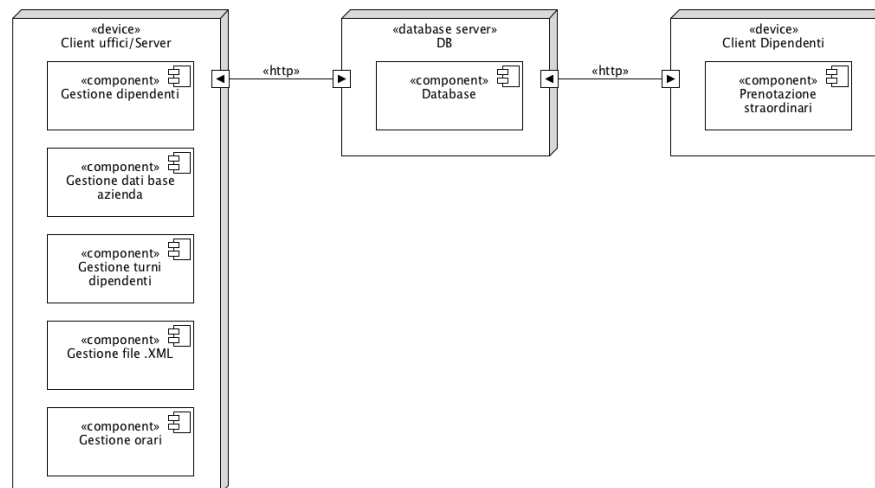 «device»
Client uffici/Server
«component»
Gestione dipendenti
«component»
Gestione dati base
azienda
«component»
Gestione turni
dipendenti
«component»
Gestione file .XML
«component»
Gestione orari
«http»
«database server»
DB
«component»
Database
«http»
«device»
Client Dipendenti
«component»
Prenotazione
straordinari